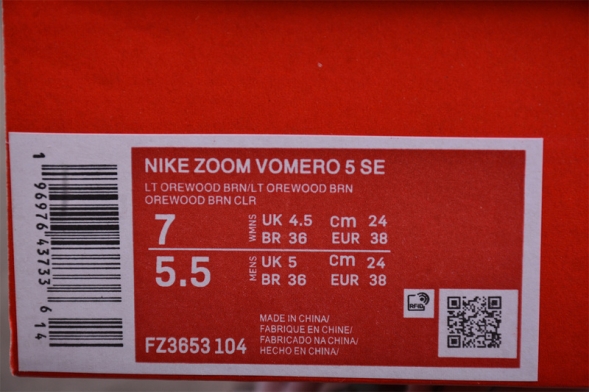 NIKE ZOOM VOMERO 5 SE
LT OREWOOD BRN/LT OREWOOD BRN
OREWOOD BRN CLR
7 WMNS UK 4.5 cm 24
BR 36 EUR 38
5.5 MENS UK 5 cm 24
BR 36 EUR 38
MADE IN CHINA/
FABRIQUE EN CHINE/
FABRICADO NA CHINA/
HECHO EN CHINA/
FZ3653 104
RFID
1 96976 43733 6 14